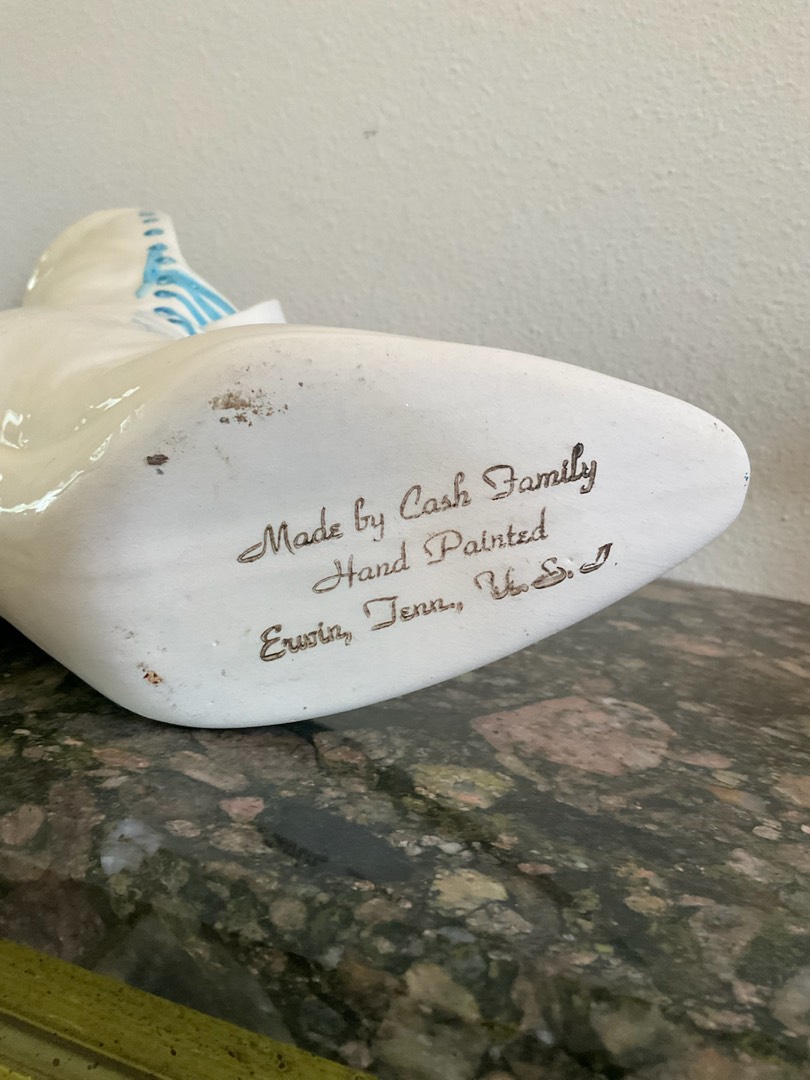 Made by Cash Family
Hand Painted
Erwin, Tenn., U.S.J.